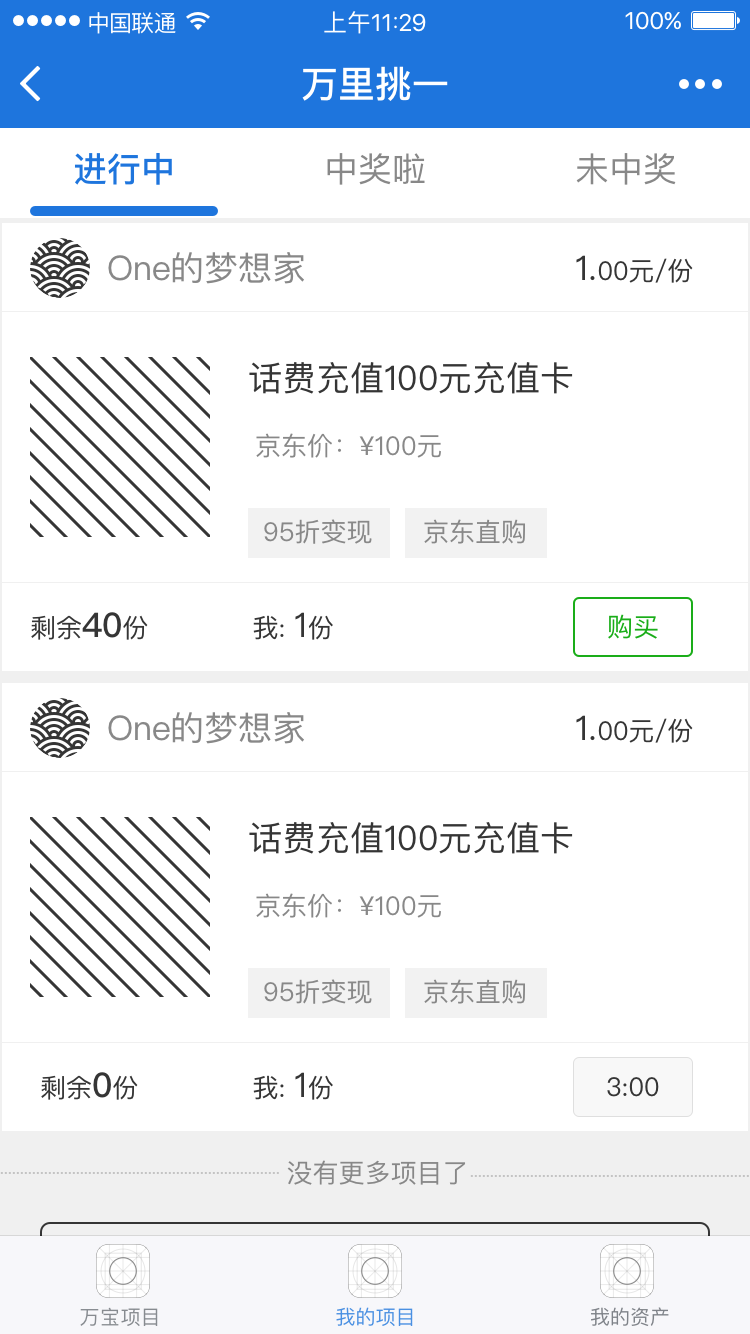 中国联通 上午11:29 100%
万里挑一
进行中 中奖啦 未中奖
One的梦想家 1.00元/份
话费充值100元充值卡
京东价：¥100元
95折变现 京东直购
剩余40份 我: 1份 购买
One的梦想家 1.00元/份
话费充值100元充值卡
京东价：¥100元
95折变现 京东直购
剩余0份 我: 1份 3:00
没有更多项目了
万宝项目 我的项目 我的资产